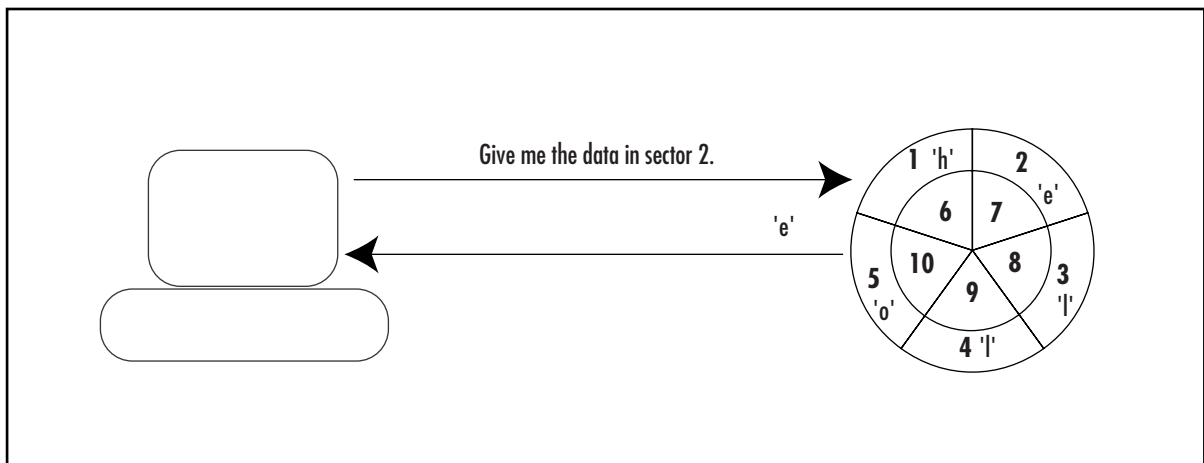 Give me the data in sector 2.
'e'
1 'h'
2
'e'
3
'l'
4 'l'
5
'o'
6
7
8
9
10